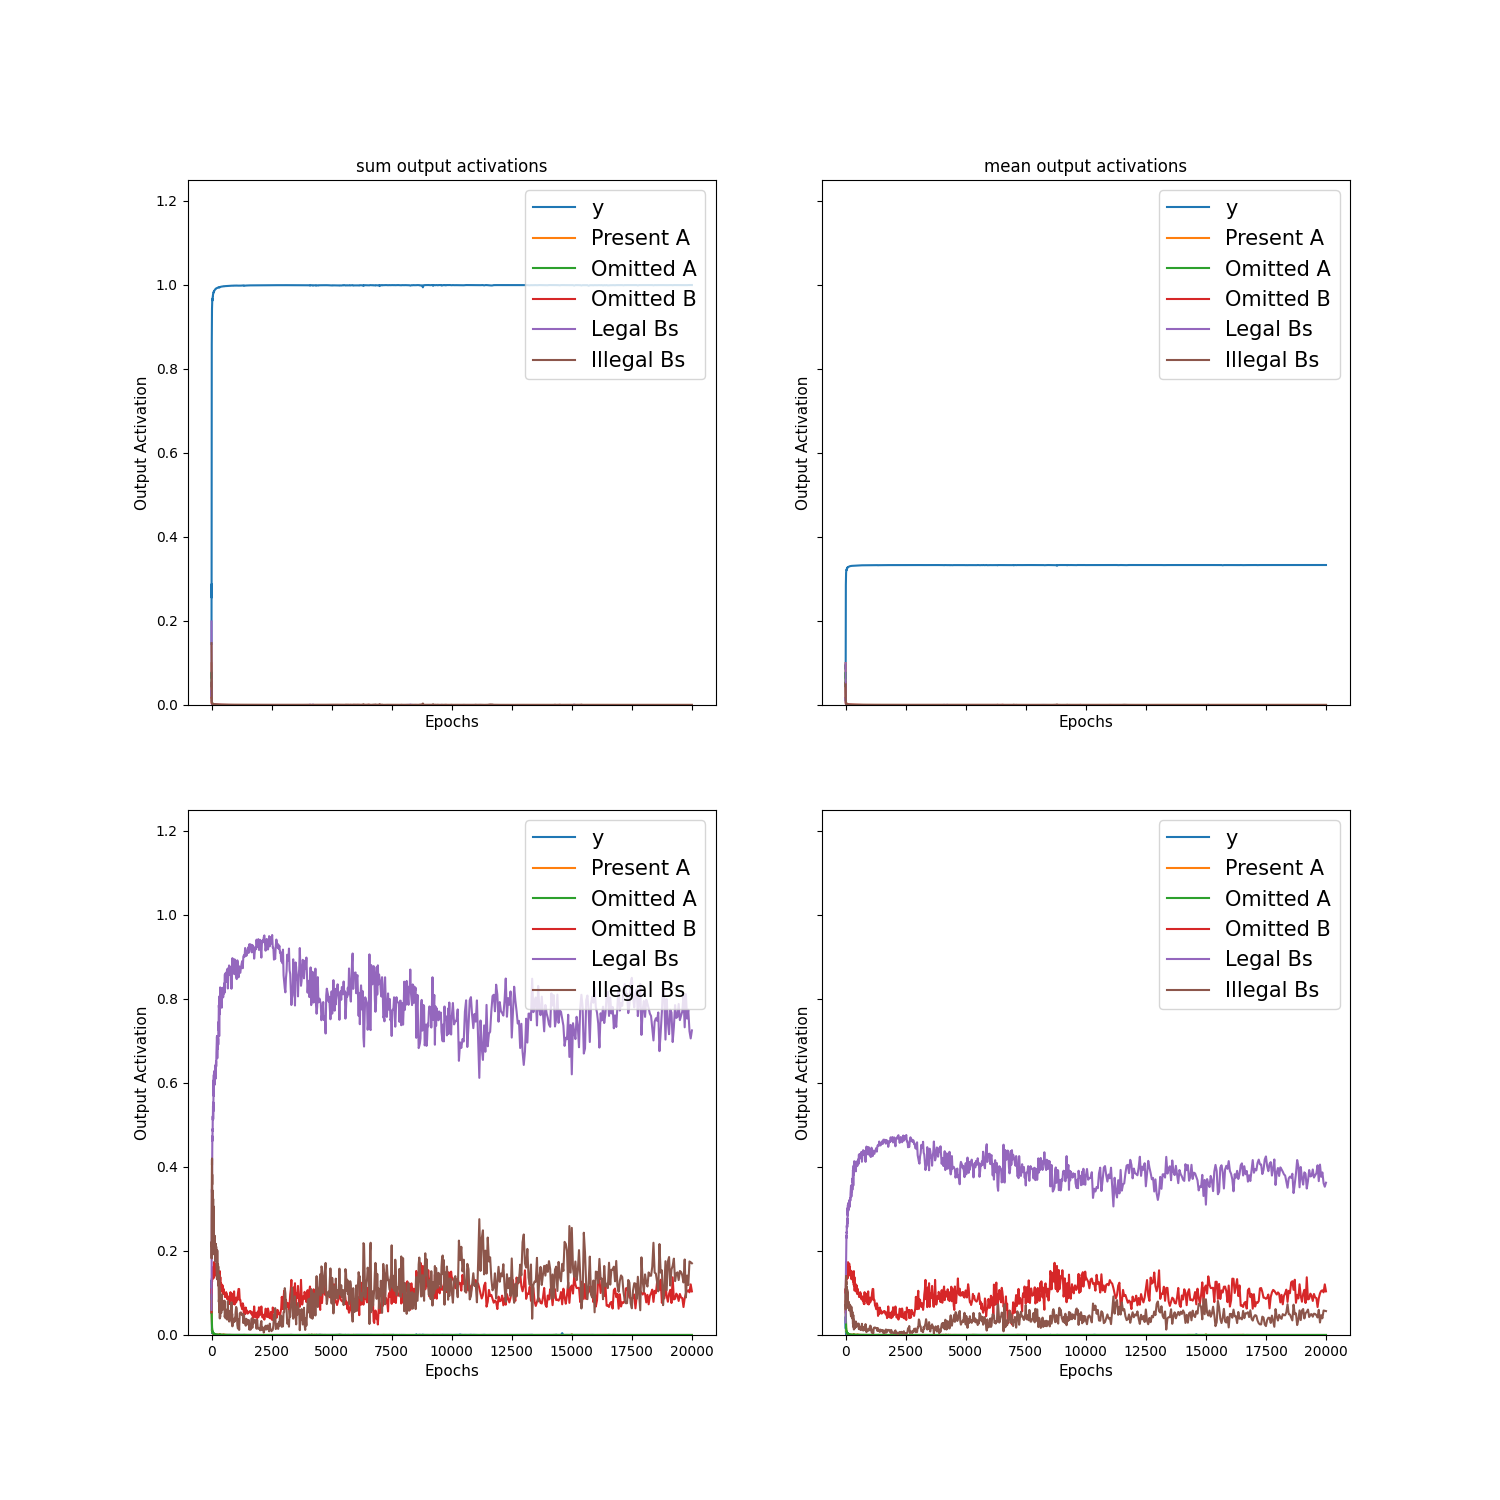 sum output activations
mean output activations
1.2
1.0
0.8
0.6
0.4
0.2
0.0
Output Activation
y
Present A
Omitted A
Omitted B
Legal Bs
Illegal Bs
Epochs
Output Activation
y
Present A
Omitted A
Omitted B
Legal Bs
Illegal Bs
Epochs
1.2
1.0
0.8
0.6
0.4
0.2
0.0
Output Activation
y
Present A
Omitted A
Omitted B
Legal Bs
Illegal Bs
0 2500 5000 7500 10000 12500 15000 17500 20000
Epochs
Output Activation
y
Present A
Omitted A
Omitted B
Legal Bs
Illegal Bs
0 2500 5000 7500 10000 12500 15000 17500 20000
Epochs